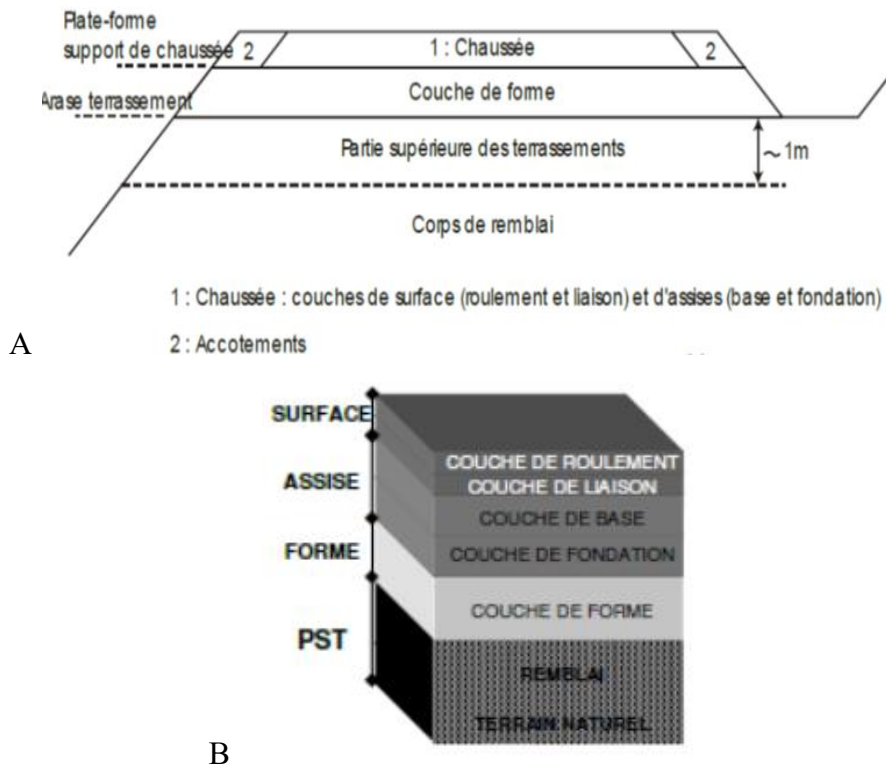 Plate-forme
support de chaussée
2
1 : Chaussée
2
Couche de forme
Arase terrassement
Partie supérieure des terrassements
~1m
Corps de remblai
1 : Chaussée : couches de surface (roulement et liaison) et d'assises (base et fondation)
A
2 : Accotements
SURFACE
COUCHE DE ROULEMENT
COUCHE DE LIAISON
ASSISE
COUCHE DE BASE
COUCHE DE FONDATION
FORME
COUCHE DE FORME
PST
REMBLAI
TERRAIN NATUREL
B